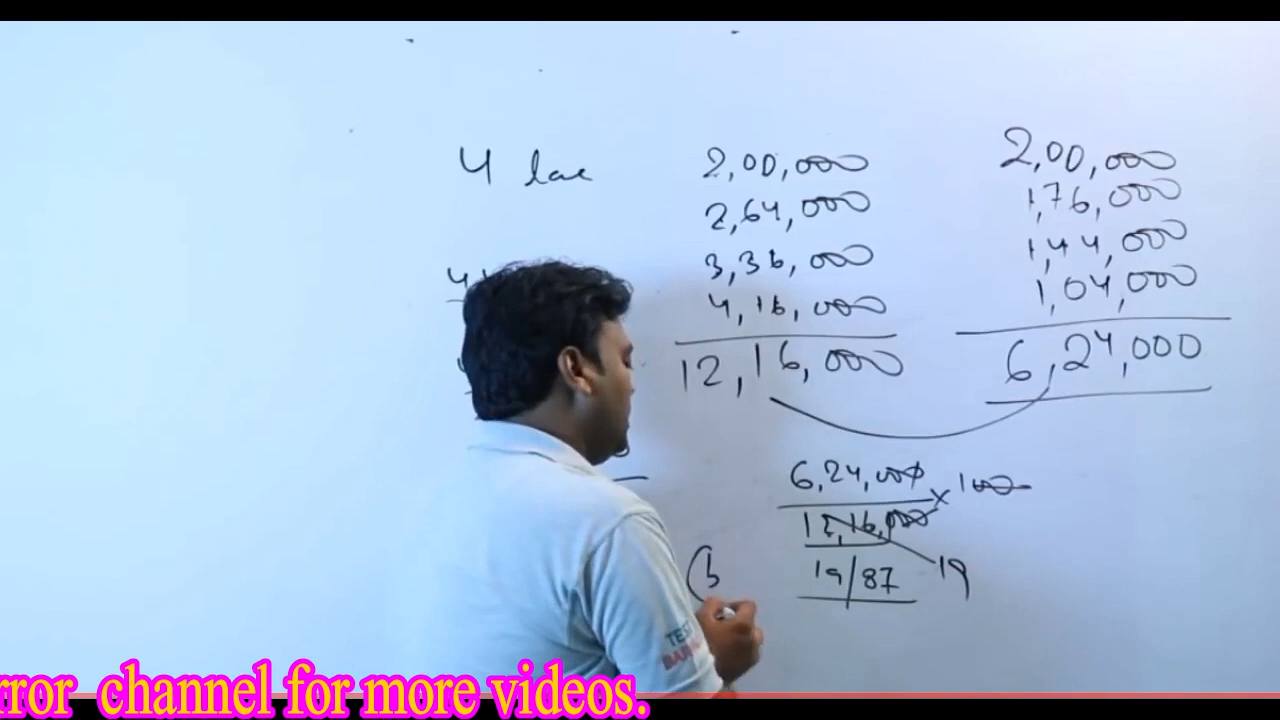 4 lac
2,00,000
2,64,000
3,36,000
4,16,000
12,16,000
2,00,000
1,76,000
1,44,000
1,04,000
6,24,000
6,24,000 × 100
12,16,000
19/87 19
(b
TEST
rror channel for more videos.